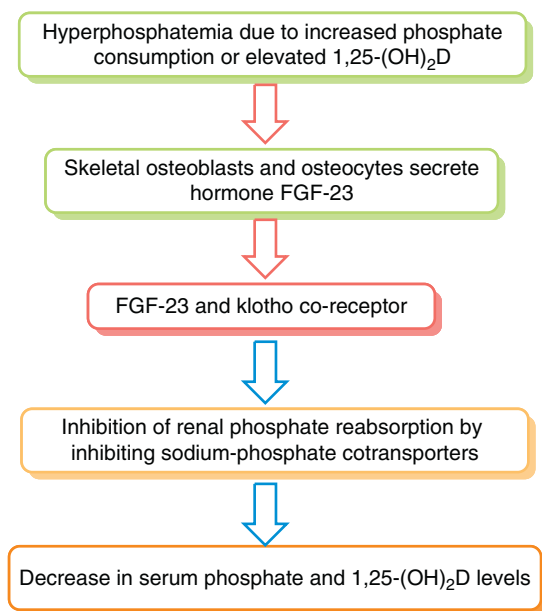 Hyperphosphatemia due to increased phosphate
consumption or elevated 1,25-(OH)₂D
Skeletal osteoblasts and osteocytes secrete
hormone FGF-23
FGF-23 and klotho co-receptor
Inhibition of renal phosphate reabsorption by
inhibiting sodium-phosphate cotransporters
Decrease in serum phosphate and 1,25-(OH)₂D levels